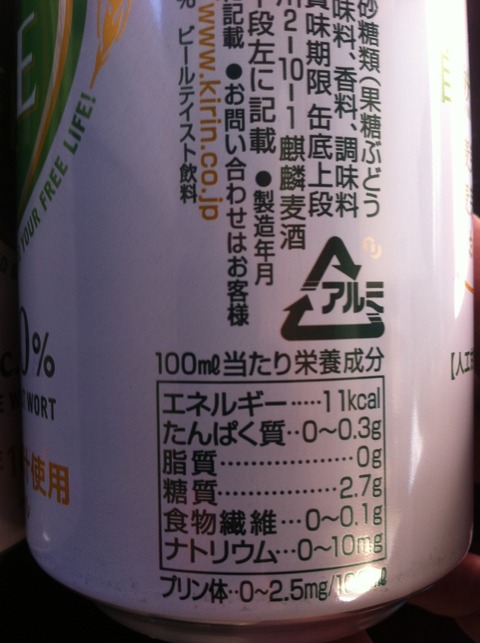 砂糖類(果糖ぶどう
味料、香料、調味料
賞味期限 缶底上段
2-10-1 麒麟麦酒
段左に記載 ●製造年月
記載 ●お問い合わせはお客様
www.kirin.co.jp
% ビールテイスト飲料
YOUR FREE LIFE!
アルミ
100ml当たり栄養成分
エネルギー‥‥‥11kcal
たんぱく質‥0〜0.3g
脂質‥‥‥‥‥‥‥0g
糖質‥‥‥‥‥‥‥2.7g
食物繊維‥‥0〜0.1g
ナトリウム‥‥0〜10mg
プリン体‥0〜2.5mg/100ml
0%
WORT
使用
【人工